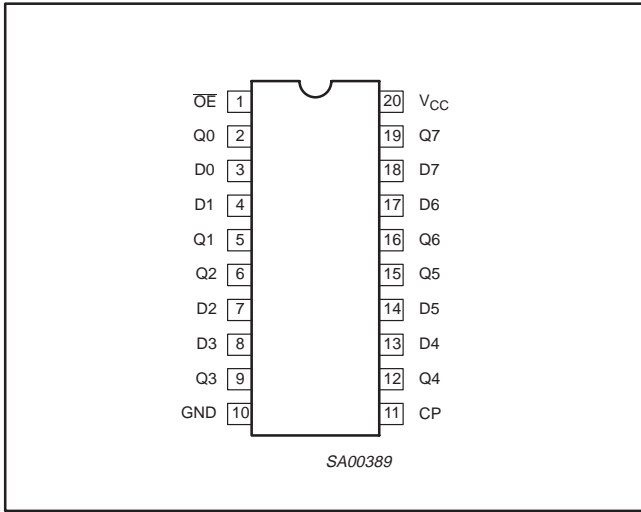 O̅E̅ 1 20 VCC
Q0 2 19 Q7
D0 3 18 D7
D1 4 17 D6
Q1 5 16 Q6
Q2 6 15 Q5
D2 7 14 D5
D3 8 13 D4
Q3 9 12 Q4
GND 10 11 CP
SA00389